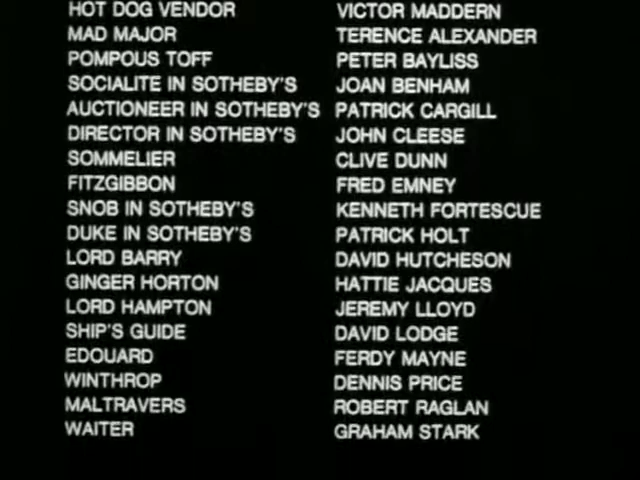 HOT DOG VENDOR VICTOR MADDERN
MAD MAJOR TERENCE ALEXANDER
POMPOUS TOFF PETER BAYLISS
SOCIALITE IN SOTHEBY'S JOAN BENHAM
AUCTIONEER IN SOTHEBY'S PATRICK CARGILL
DIRECTOR IN SOTHEBY'S JOHN CLEESE
SOMMELIER CLIVE DUNN
FITZGIBBON FRED EMNEY
SNOB IN SOTHEBY'S KENNETH FORTESCUE
DUKE IN SOTHEBY'S PATRICK HOLT
LORD BARRY DAVID HUTCHESON
GINGER HORTON HATTIE JACQUES
LORD HAMPTON JEREMY LLOYD
SHIP'S GUIDE DAVID LODGE
EDOUARD FERDY MAYNE
WINTHROP DENNIS PRICE
MALTRAVERS ROBERT RAGLAN
WAITER GRAHAM STARK